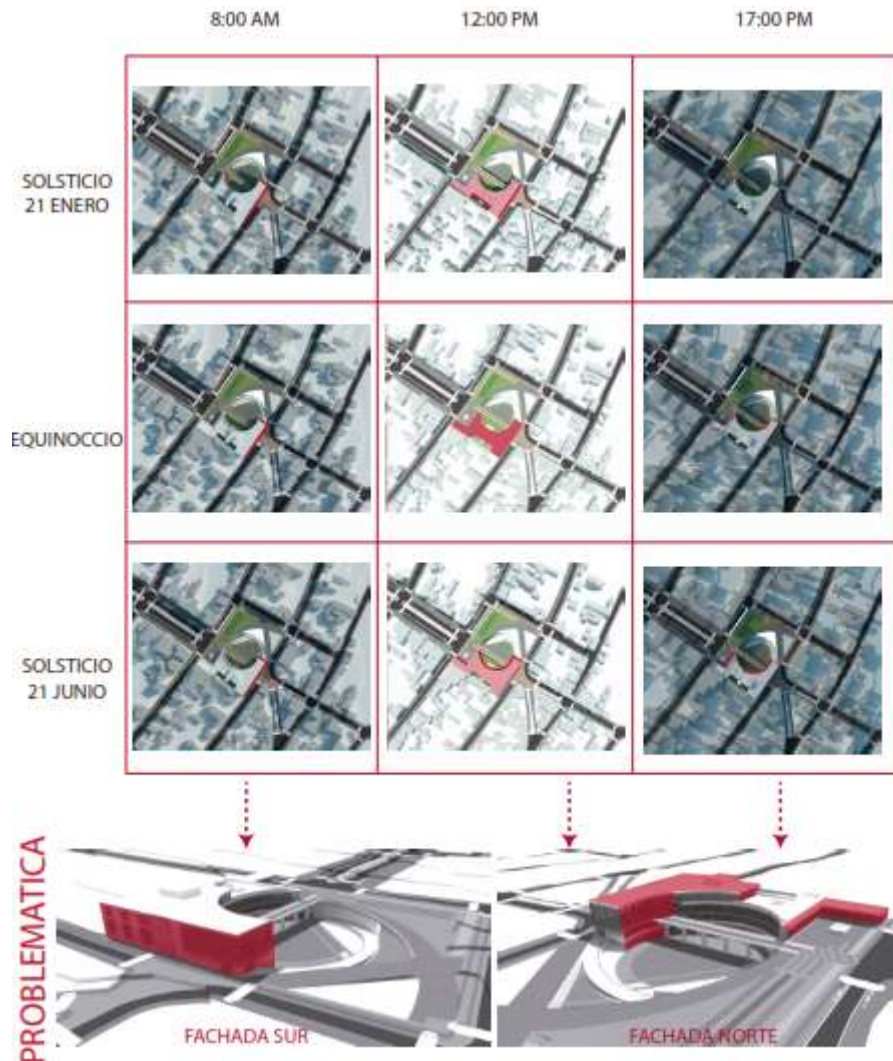 8:00 AM
12:00 PM
17:00 PM
SOLSTICIO
21 ENERO
EQUINOCCIO
SOLSTICIO
21 JUNIO
PROBLEMATICA
FACHADA SUR
FACHADA NORTE